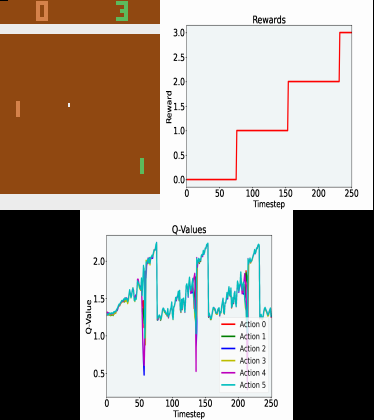 0 3
Rewards
3.0
2.5
2.0
1.5
1.0
0.5
0.0
Reward
0 50 100 150 200 250
Timestep
Q-Values
2.0
1.5
1.0
0.5
Q-Value
Action 0
Action 1
Action 2
Action 3
Action 4
Action 5
0 50 100 150 200 250
Timestep